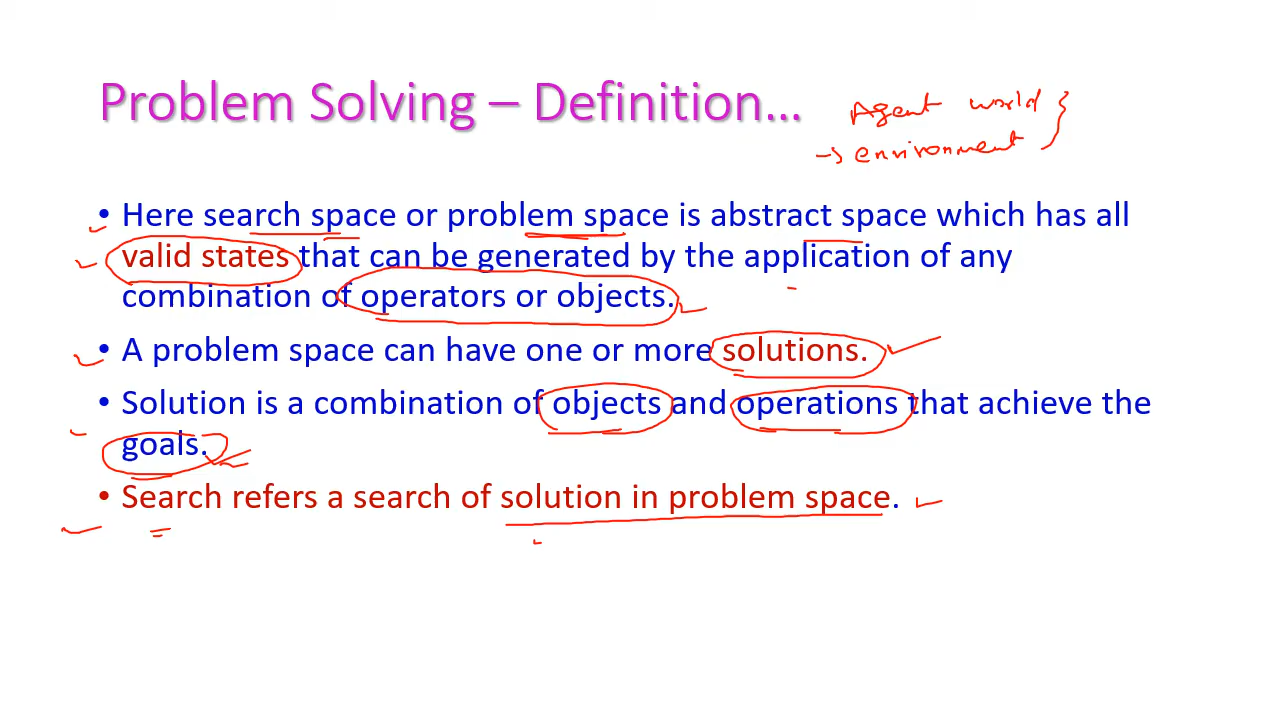 Problem Solving – Definition...
Agent world
→ environment
• Here search space or problem space is abstract space which has all
valid states that can be generated by the application of any
combination of operators or objects.
• A problem space can have one or more solutions.
• Solution is a combination of objects and operations that achieve the
goals.
• Search refers a search of solution in problem space.